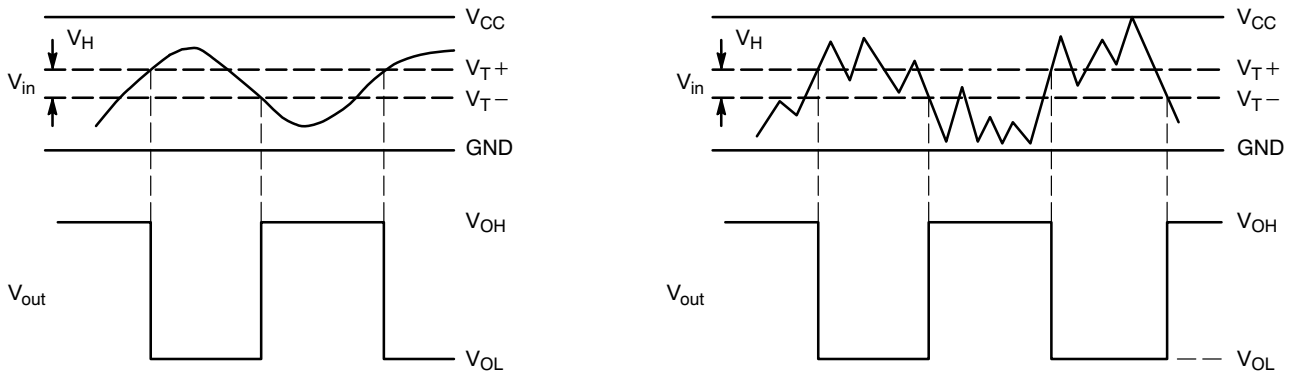 V_CC
V_H
V_T+
V_in
V_T−
GND
V_OH
V_out
V_OL
V_CC
V_H
V_T+
V_in
V_T−
GND
V_OH
V_out
V_OL